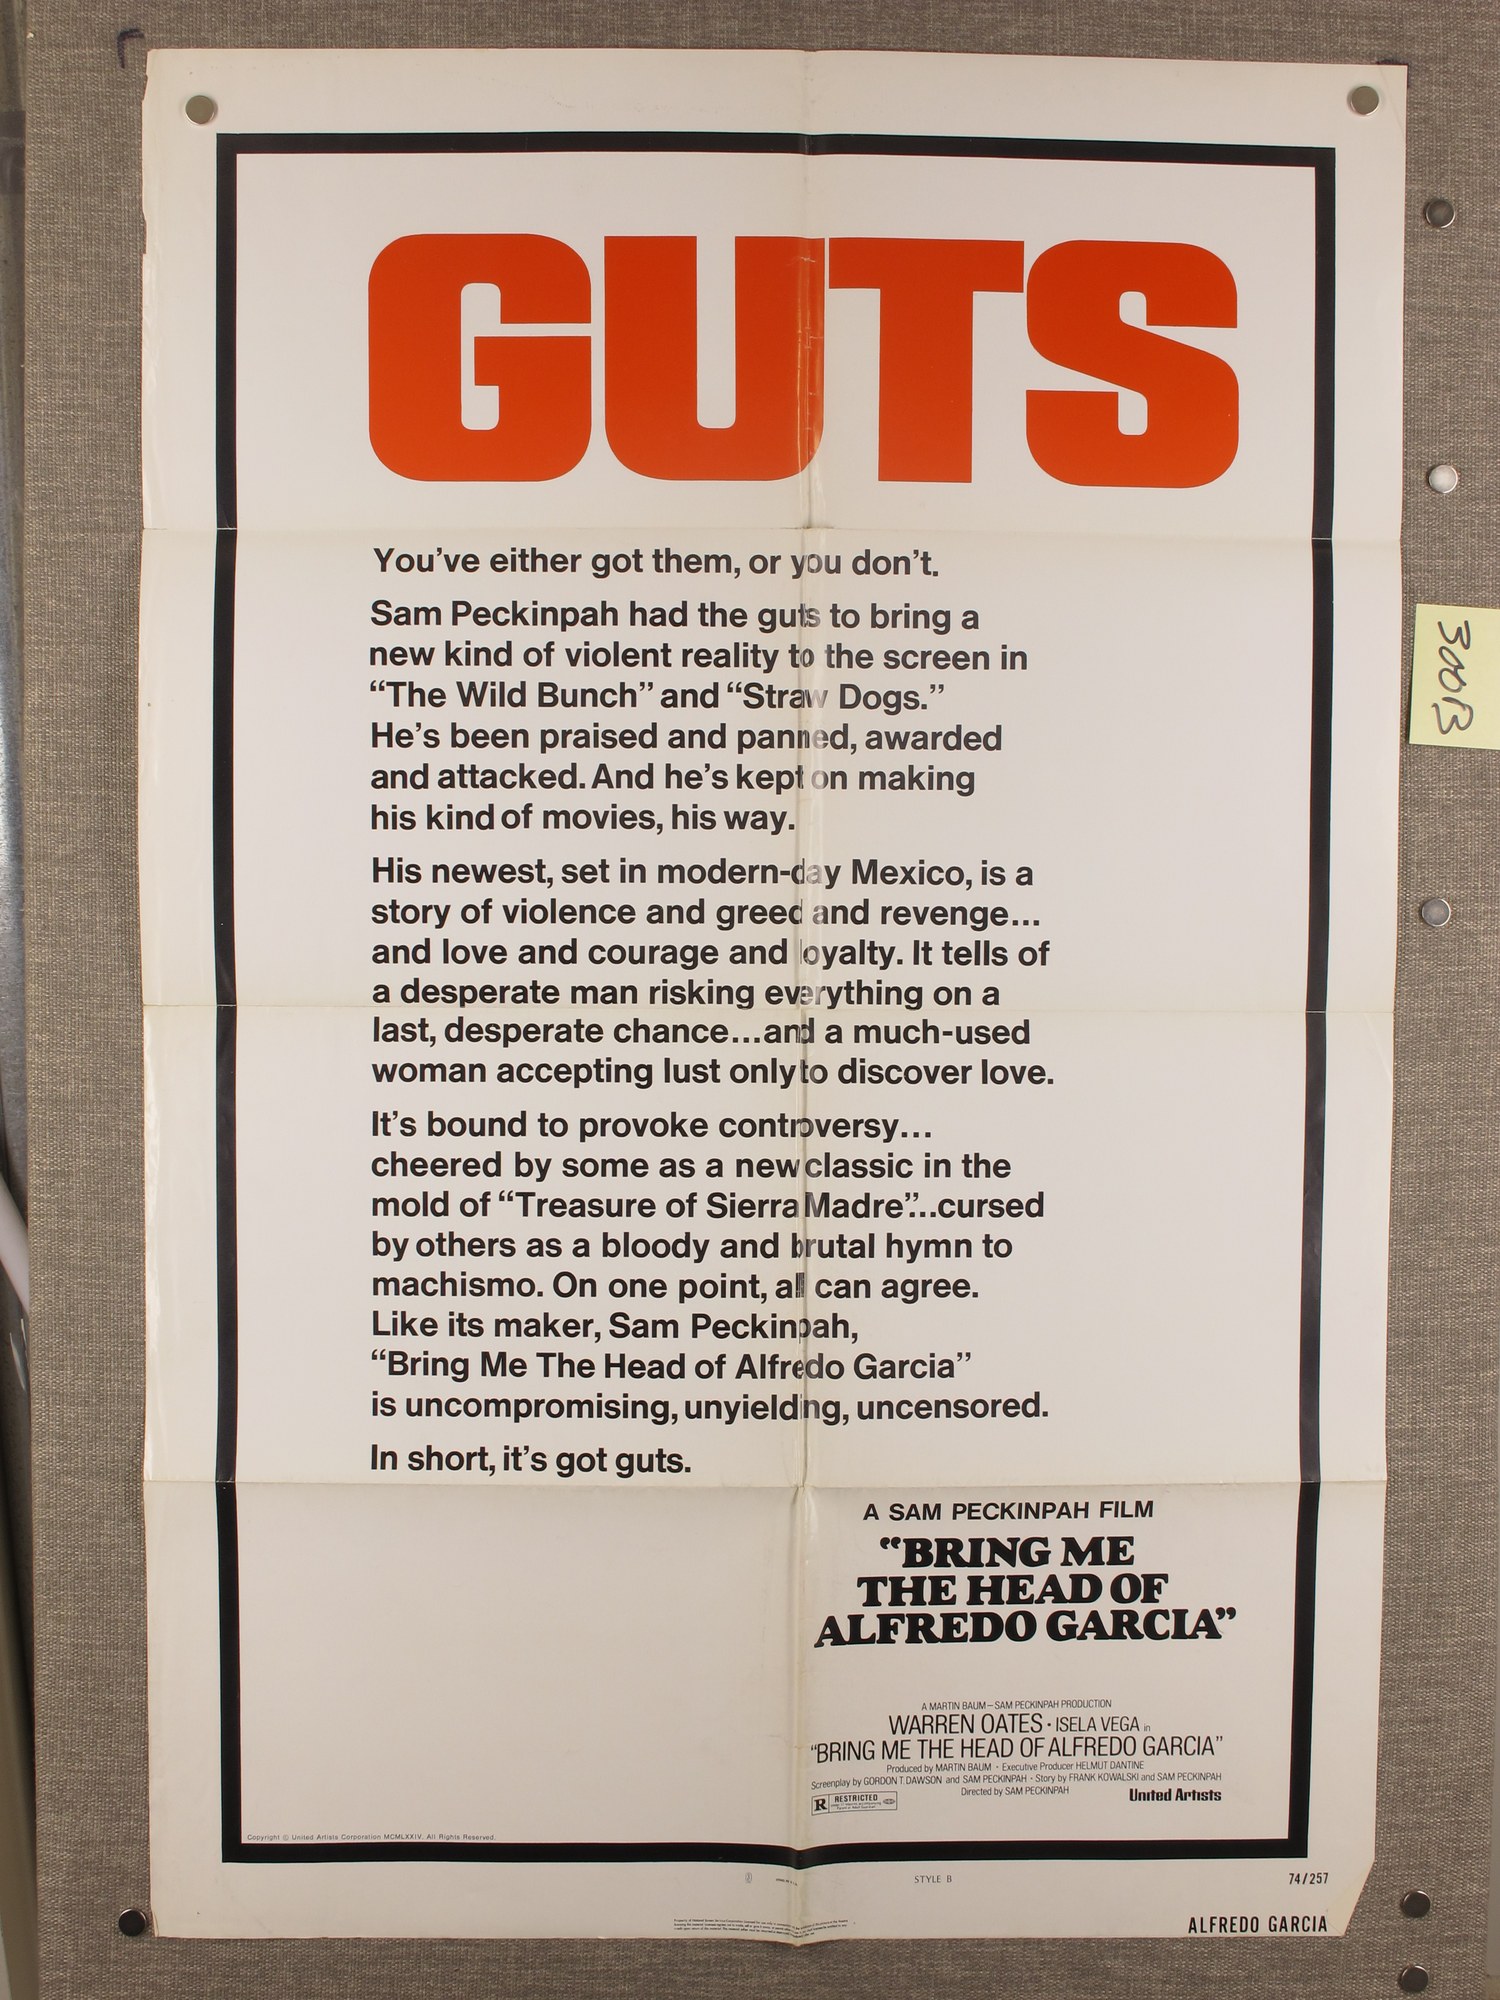 GUTS
You've either got them, or you don't.
Sam Peckinpah had the guts to bring a
new kind of violent reality to the screen in
“The Wild Bunch” and “Straw Dogs.”
He's been praised and panned, awarded
and attacked. And he's kept on making
his kind of movies, his way.
His newest, set in modern-day Mexico, is a
story of violence and greed and revenge...
and love and courage and loyalty. It tells of
a desperate man risking everything on a
last, desperate chance...and a much-used
woman accepting lust only to discover love.
It's bound to provoke controversy...
cheered by some as a new classic in the
mold of “Treasure of Sierra Madre”...cursed
by others as a bloody and brutal hymn to
machismo. On one point, all can agree.
Like its maker, Sam Peckinpah,
“Bring Me The Head of Alfredo Garcia”
is uncompromising, unyielding, uncensored.
In short, it's got guts.
A SAM PECKINPAH FILM
“BRING ME
THE HEAD OF
ALFREDO GARCIA”
A MARTIN BAUM – SAM PECKINPAH PRODUCTION
WARREN OATES · ISELA VEGA in
“BRING ME THE HEAD OF ALFREDO GARCIA”
Produced by MARTIN BAUM · Executive Producer HELMUT DANTINE
Screenplay by GORDON T. DAWSON and SAM PECKINPAH · Story by FRANK KOWALSKI and SAM PECKINPAH
Directed by SAM PECKINPAH
United Artists
R RESTRICTED
Copyright © United Artists Corporation MCMLXXIV. All Rights Reserved.
STYLE B
74/257
ALFREDO GARCIA
300B